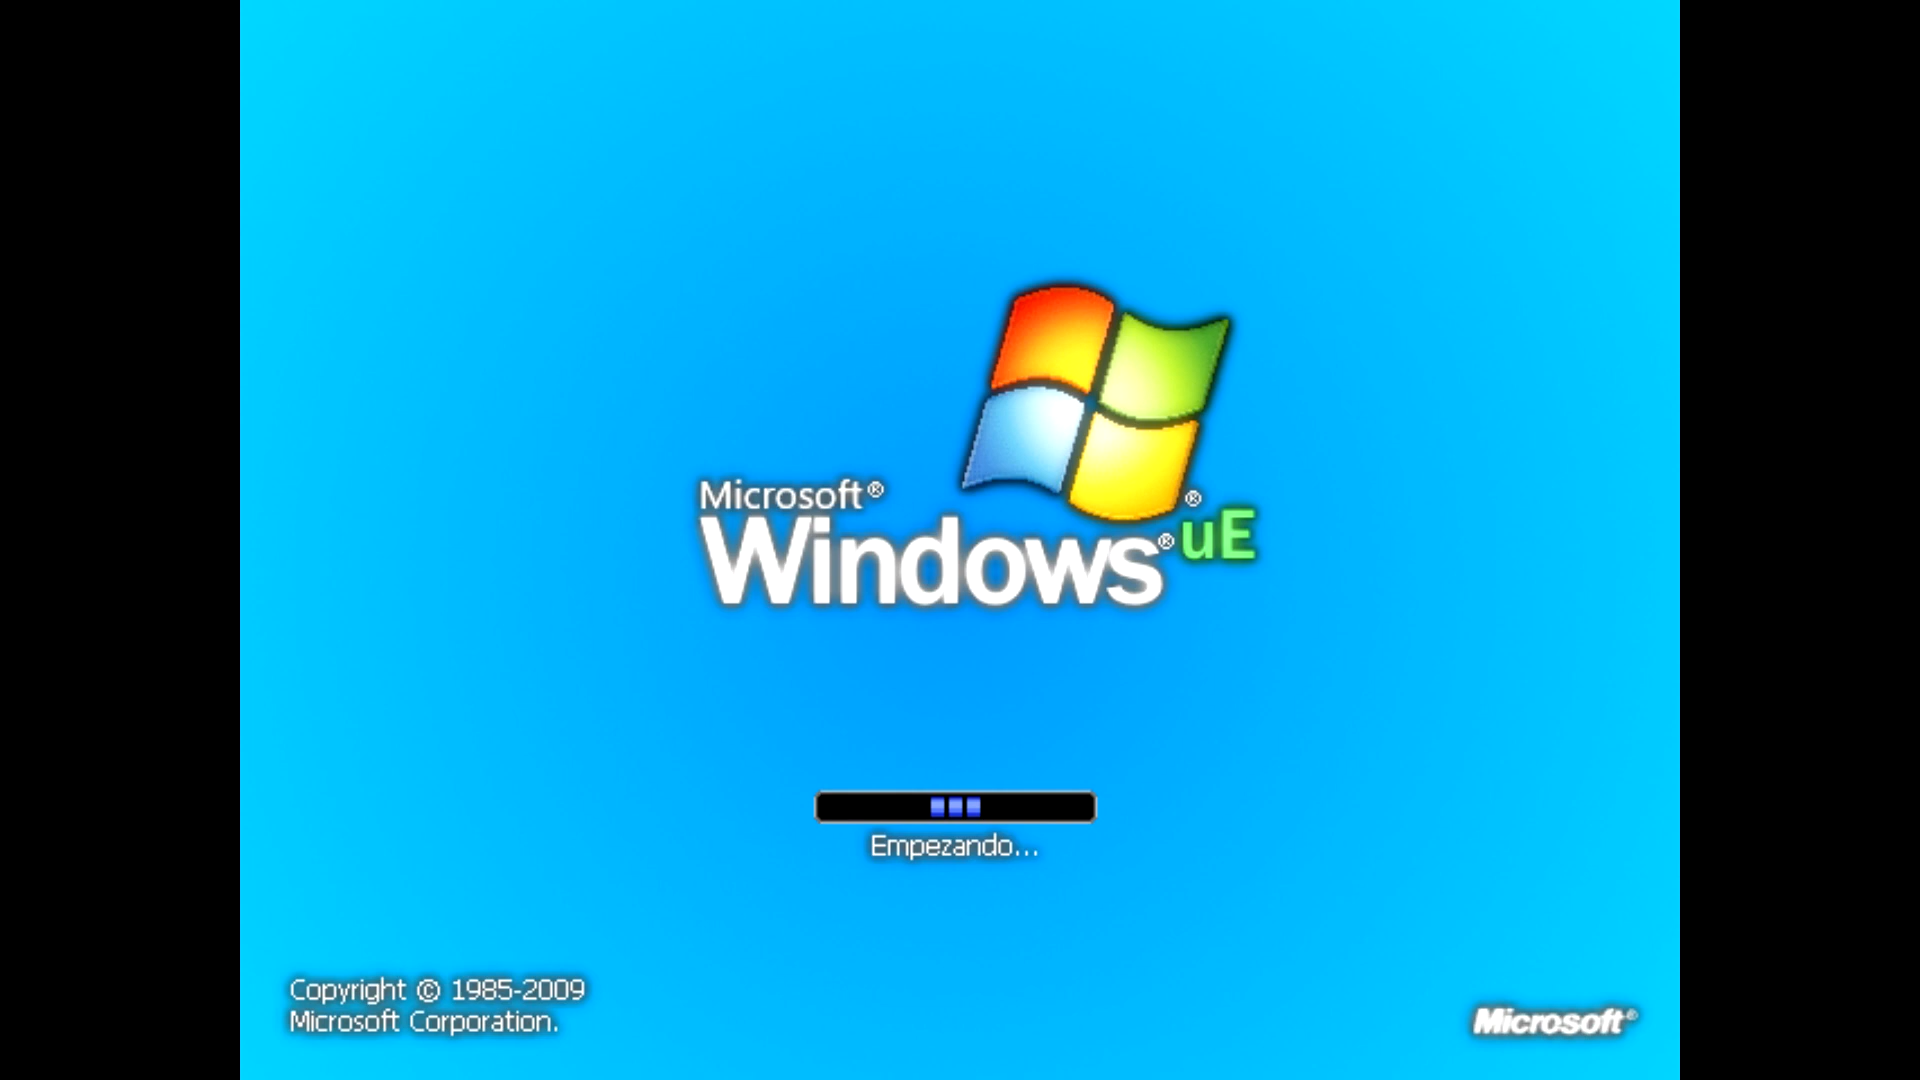 Microsoft®
®
Windows® uE
Empezando...
Copyright © 1985-2009
Microsoft Corporation.
Microsoft®